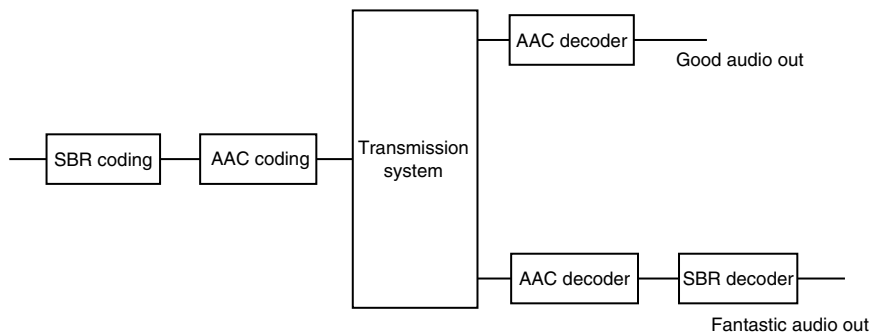 AAC decoder
Good audio out
SBR coding
AAC coding
Transmission
system
AAC decoder
SBR decoder
Fantastic audio out